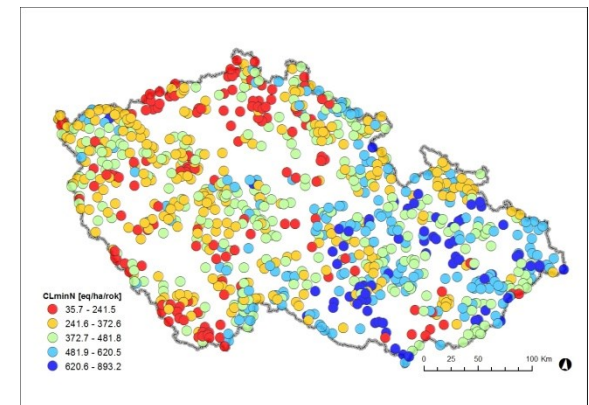 CLminN [eq/ha/rok]
35.7 - 241.5
241.6 - 372.6
372.7 - 481.8
481.9 - 620.5
620.6 - 893.2
0 25 50 100 Km